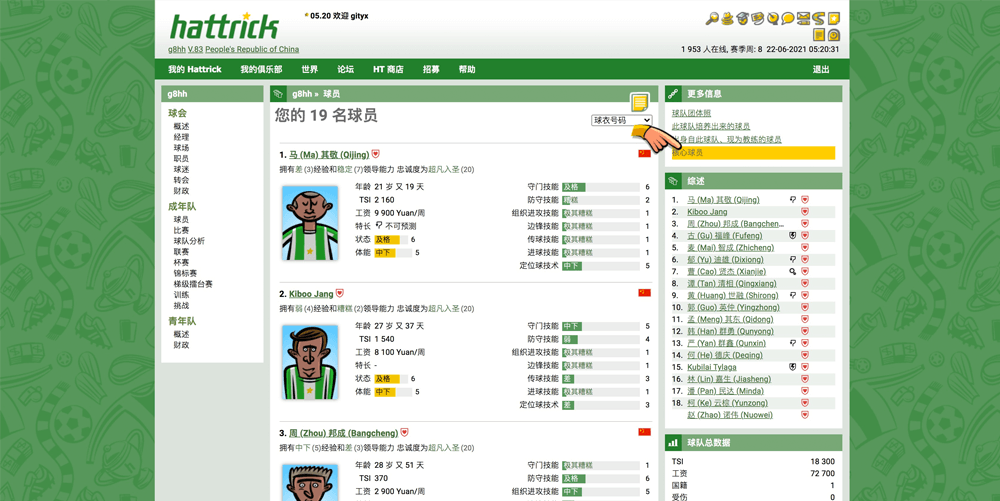 hattrick
05.20 欢迎 gityx
g8hh V.83 People's Republic of China
1 953 人在线, 赛季周: 8 22-06-2021 05:20:31
我的 Hattrick 我的俱乐部 世界 论坛 HT 商店 招募 帮助 退出
g8hh
球会
概述
经理
球场
职员
球迷
转会
财政
成年队
球员
比赛
球队分析
联赛
杯赛
锦标赛
梯级擂台赛
训练
挑战
青年队
概述
财政
g8hh » 球员
您的 19 名球员
球衣号码
1. 马 (Ma) 其敬 (Qijing)
拥有差 (3)经验和稳定 (7)领导能力 忠诚度为超凡入圣 (20)
年龄 21 岁 又 19 天
TSI 2 160
工资 9 900 Yuan/周
特长 不可预测
状态 及格 6
体能 中下 5
守门技能 及格 6
防守技能 糟糕 2
组织进攻技能 极其糟糕 1
边锋技能 极其糟糕 1
传球技能 极其糟糕 1
进球技能 极其糟糕 1
定位球技术 中下 5
2. Kiboo Jang
拥有弱 (4)经验和糟糕 (2)领导能力 忠诚度为超凡入圣 (20)
年龄 27 岁 又 37 天
TSI 1 540
工资 8 100 Yuan/周
特长 -
状态 及格 6
体能 中下 5
守门技能 中下 5
防守技能 弱 4
组织进攻技能 极其糟糕 1
边锋技能 极其糟糕 1
传球技能 差 3
进球技能 极其糟糕 1
定位球技术 差 3
3. 周 (Zhou) 邦成 (Bangcheng)
拥有中下 (5)经验和差 (3)领导能力 忠诚度为超凡入圣 (20)
年龄 28 岁 又 51 天
TSI 370
工资 2 900 Yuan/周
守门技能 极其糟糕 1
防守技能 及格 6
组织进攻技能 中下 5
更多信息
球队团体照
此球队培养出来的球员
出身自此球队、现为教练的球员
核心球员
综述
1. 马 (Ma) 其敬 (Qijing)
2. Kiboo Jang
3. 周 (Zhou) 邦成 (Bangchen...
4. 古 (Gu) 福峰 (Fufeng)
5. 麦 (Mai) 智成 (Zhicheng)
6. 郁 (Yu) 迪雄 (Dixiong)
7. 曹 (Cao) 贤杰 (Xianjie)
8. 谭 (Tan) 清相 (Qingxiang)
9. 黄 (Huang) 世融 (Shirong)
10. 郭 (Guo) 英仲 (Yingzhong)
11. 孟 (Meng) 其东 (Qidong)
12. 韩 (Han) 群勇 (Qunyong)
13. 严 (Yan) 群鑫 (Qunxin)
14. 何 (He) 德庆 (Deqing)
15. Kubilai Tylaga
16. 林 (Lin) 嘉生 (Jiasheng)
17. 潘 (Pan) 民达 (Minda)
18. 柯 (Ke) 云棕 (Yunzong)
赵 (Zhao) 诺伟 (Nuowei)
球队总数据
TSI 18 300
工资 72 700
国籍 1
受伤 0